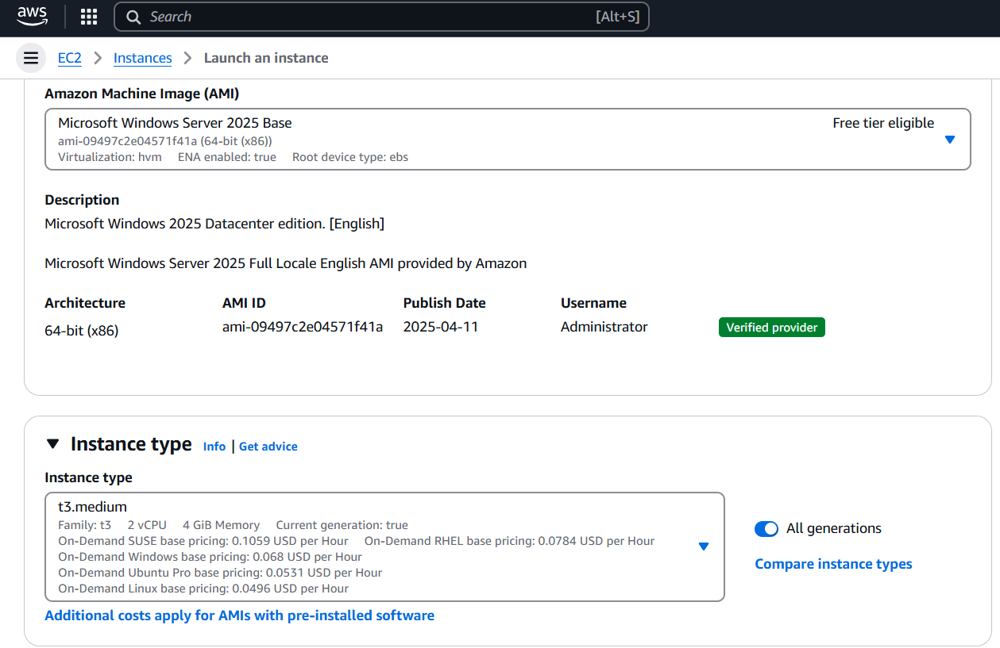 aws Search [Alt+S]
EC2 Instances Launch an instance
Amazon Machine Image (AMI)
Microsoft Windows Server 2025 Base Free tier eligible
ami-09497c2e04571f41a (64-bit (x86))
Virtualization: hvm ENA enabled: true Root device type: ebs
Description
Microsoft Windows 2025 Datacenter edition. [English]
Microsoft Windows Server 2025 Full Locale English AMI provided by Amazon
Architecture AMI ID Publish Date Username
64-bit (x86) ami-09497c2e04571f41a 2025-04-11 Administrator Verified provider
Instance type Info | Get advice
Instance type
t3.medium
Family: t3 2 vCPU 4 GiB Memory Current generation: true
On-Demand SUSE base pricing: 0.1059 USD per Hour On-Demand RHEL base pricing: 0.0784 USD per Hour
On-Demand Windows base pricing: 0.068 USD per Hour
On-Demand Ubuntu Pro base pricing: 0.0531 USD per Hour
On-Demand Linux base pricing: 0.0496 USD per Hour
All generations
Compare instance types
Additional costs apply for AMIs with pre-installed software